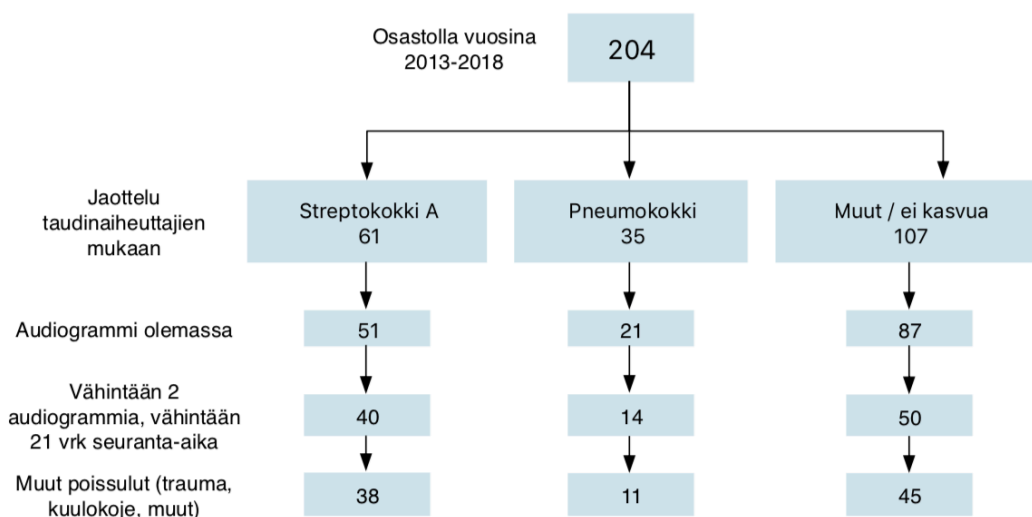 Osastolla vuosina
2013-2018
204
Jaottelu
taudinaiheuttajien
mukaan
Streptokokki A
61
Pneumokokki
35
Muut / ei kasvua
107
Audiogrammi olemassa
51
21
87
Vähintään 2
audiogrammia, vähintään
21 vrk seuranta-aika
40
14
50
Muut poissulut (trauma,
kuulokoje, muut)
38
11
45